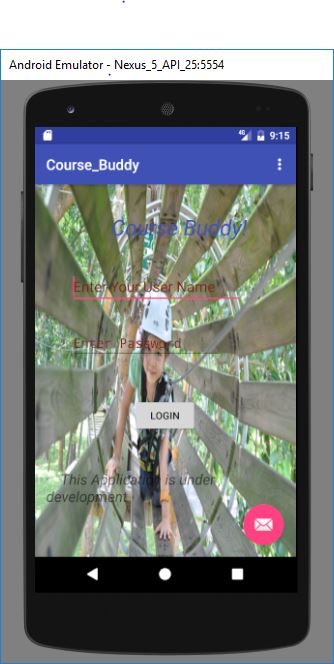 Android Emulator - Nexus_5_API_25:5554
4G 9:15
Course_Buddy
Course Buddy!
Enter Your User Name
Enter Password
LOGIN
This Application is under
development